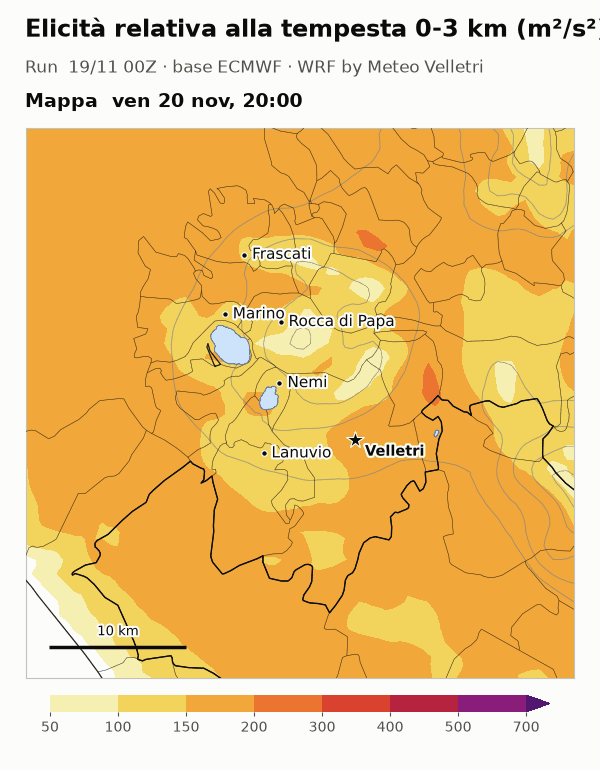 Elicità relativa alla tempesta 0-3 km (m²/s²)
Run 19/11 00Z · base ECMWF · WRF by Meteo Velletri
Mappa ven 20 nov, 20:00
Frascati
Marino
Rocca di Papa
Nemi
Velletri
Lanuvio
10 km
50 100 150 200 300 400 500 700